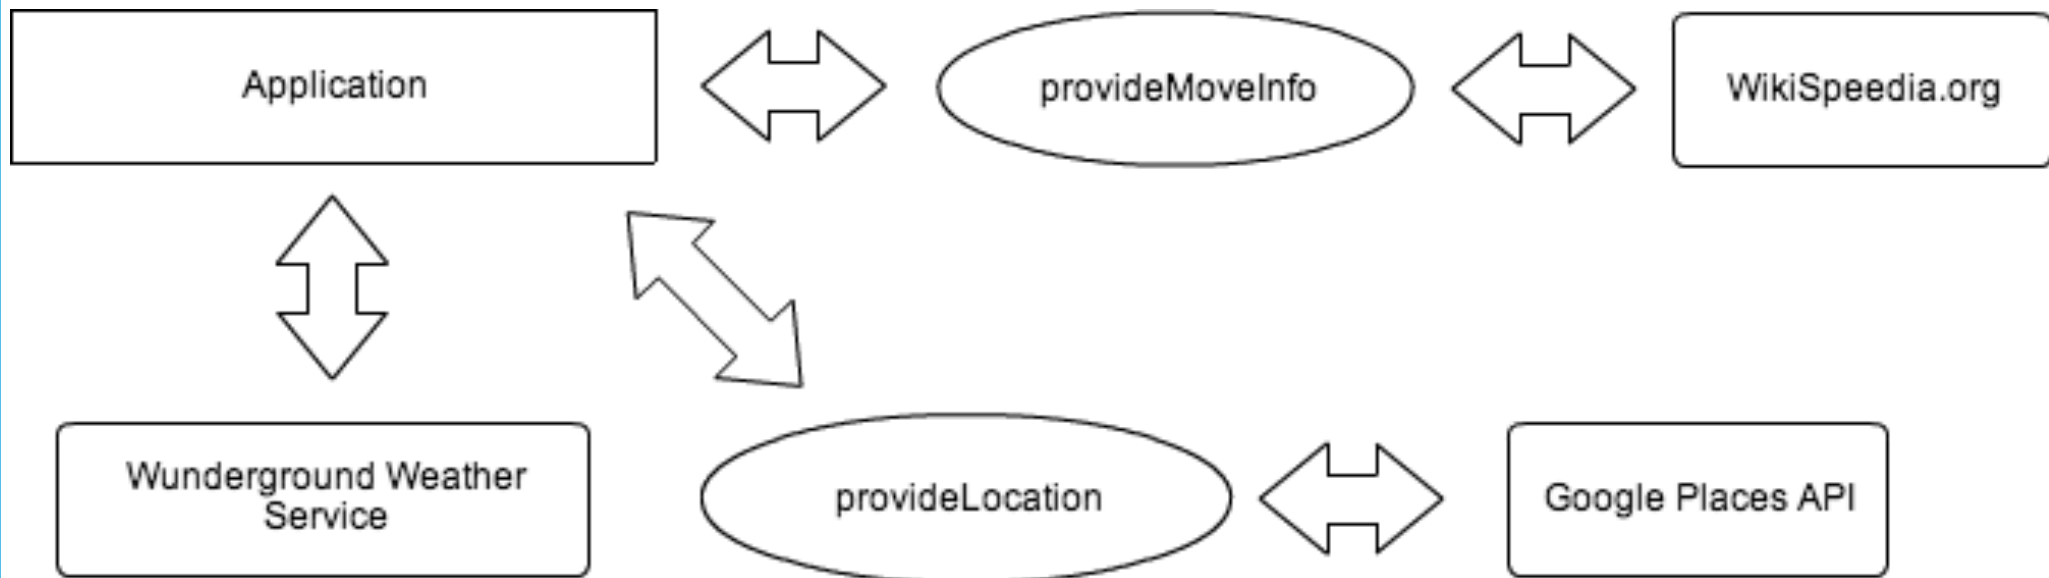 Application
provideMoveInfo
WikiSpeedia.org
Wunderground Weather
Service
provideLocation
Google Places API